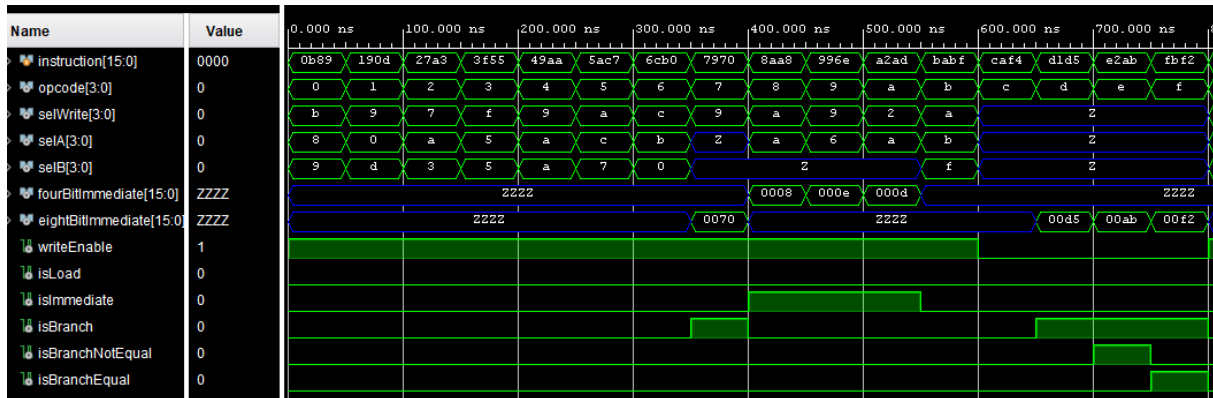 Name Value 0.000 ns 100.000 ns 200.000 ns 300.000 ns 400.000 ns 500.000 ns 600.000 ns 700.000 ns
instruction[15:0] 0000 0b89 190d 27a3 3f55 49aa 5ac7 6cb0 7970 8aa8 996e a2ad babf caf4 d1d5 e2ab fbf2
opcode[3:0] 0 0 1 2 3 4 5 6 7 8 9 a b c d e f
selWrite[3:0] 0 b 9 7 f 9 a c 9 a 9 2 a Z
selA[3:0] 0 8 0 a 5 a c b Z a 6 a b Z
selB[3:0] 0 9 d 3 5 a 7 0 Z f Z
fourBitImmediate[15:0] ZZZZ ZZZZ 0008 000e 000d ZZZZ
eightBitImmediate[15:0] ZZZZ ZZZZ 0070 ZZZZ 00d5 00ab 00f2
writeEnable 1
isLoad 0
isImmediate 0
isBranch 0
isBranchNotEqual 0
isBranchEqual 0